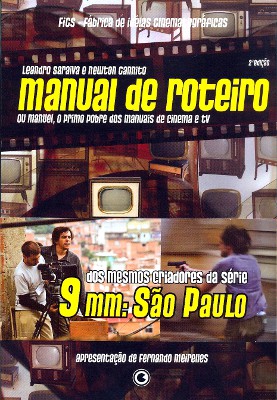 FICs - Fábrica de Ideias Cinematográficas
2ª edição
Leandro Saraiva e Newton Cannito
manual de roteiro
ou manuel, o primo pobre dos manuais de cinema e tv
dos mesmos criadores da série
9 mm: São Paulo
apresentação de Fernando Meirelles